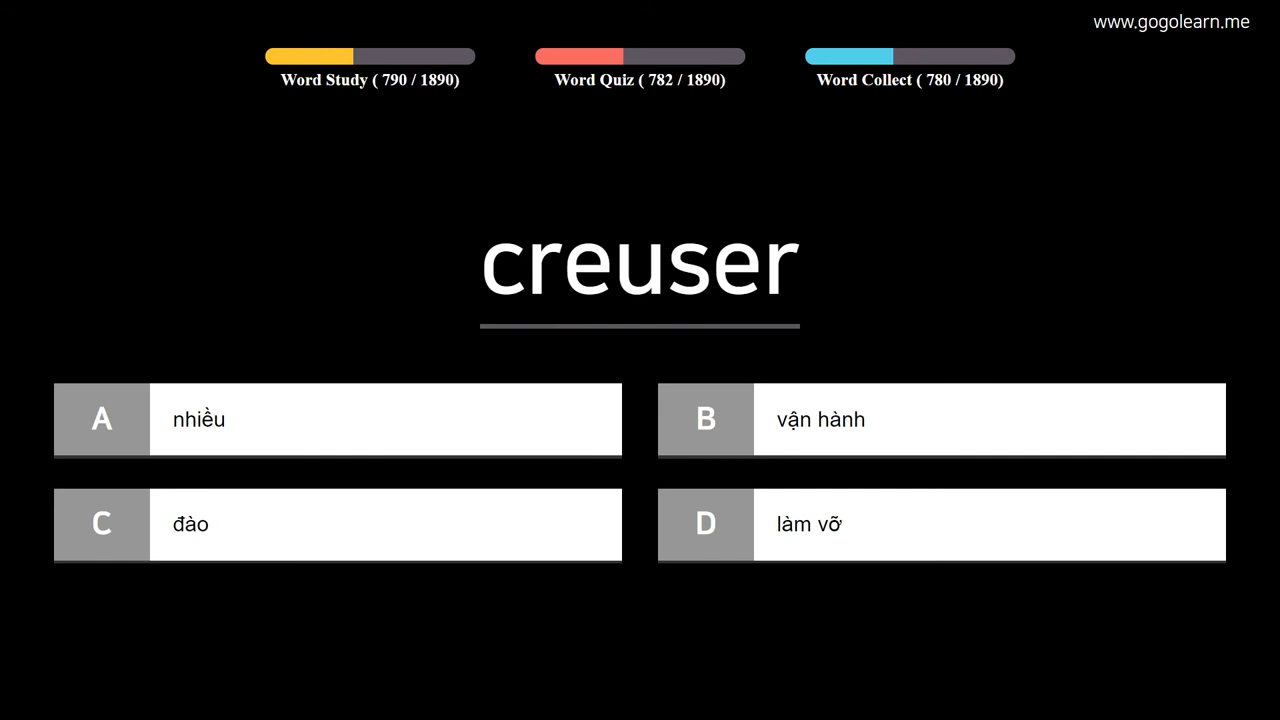 www.gogolearn.me
Word Study ( 790 / 1890)
Word Quiz ( 782 / 1890)
Word Collect ( 780 / 1890)
creuser
A nhiều
B vận hành
C đào
D làm vỡ